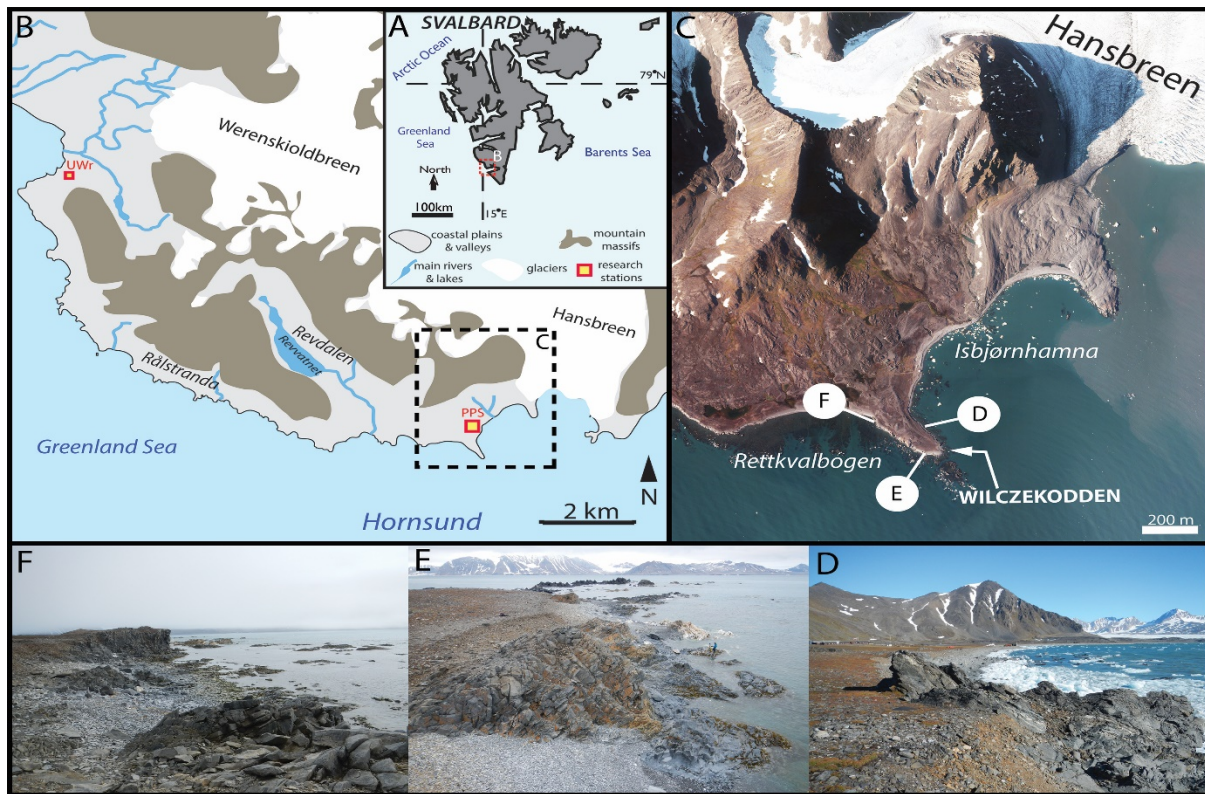 B
Werenskioldbreen
UWr
Revdalen
Revvatnet
Rålstranda
Greenland Sea
Hornsund
Hansbreen
C
PPS
N
2 km
A
SVALBARD
Arctic Ocean
79°N
Greenland
Sea
B
Barents Sea
North
100km
15°E
coastal plains
& valleys
mountain
massifs
main rivers
& lakes
glaciers
research
stations
C
Hansbreen
Isbjørnhamna
F
D
Rettkvalbogen
E
WILCZEKODDEN
200 m
F
E
D